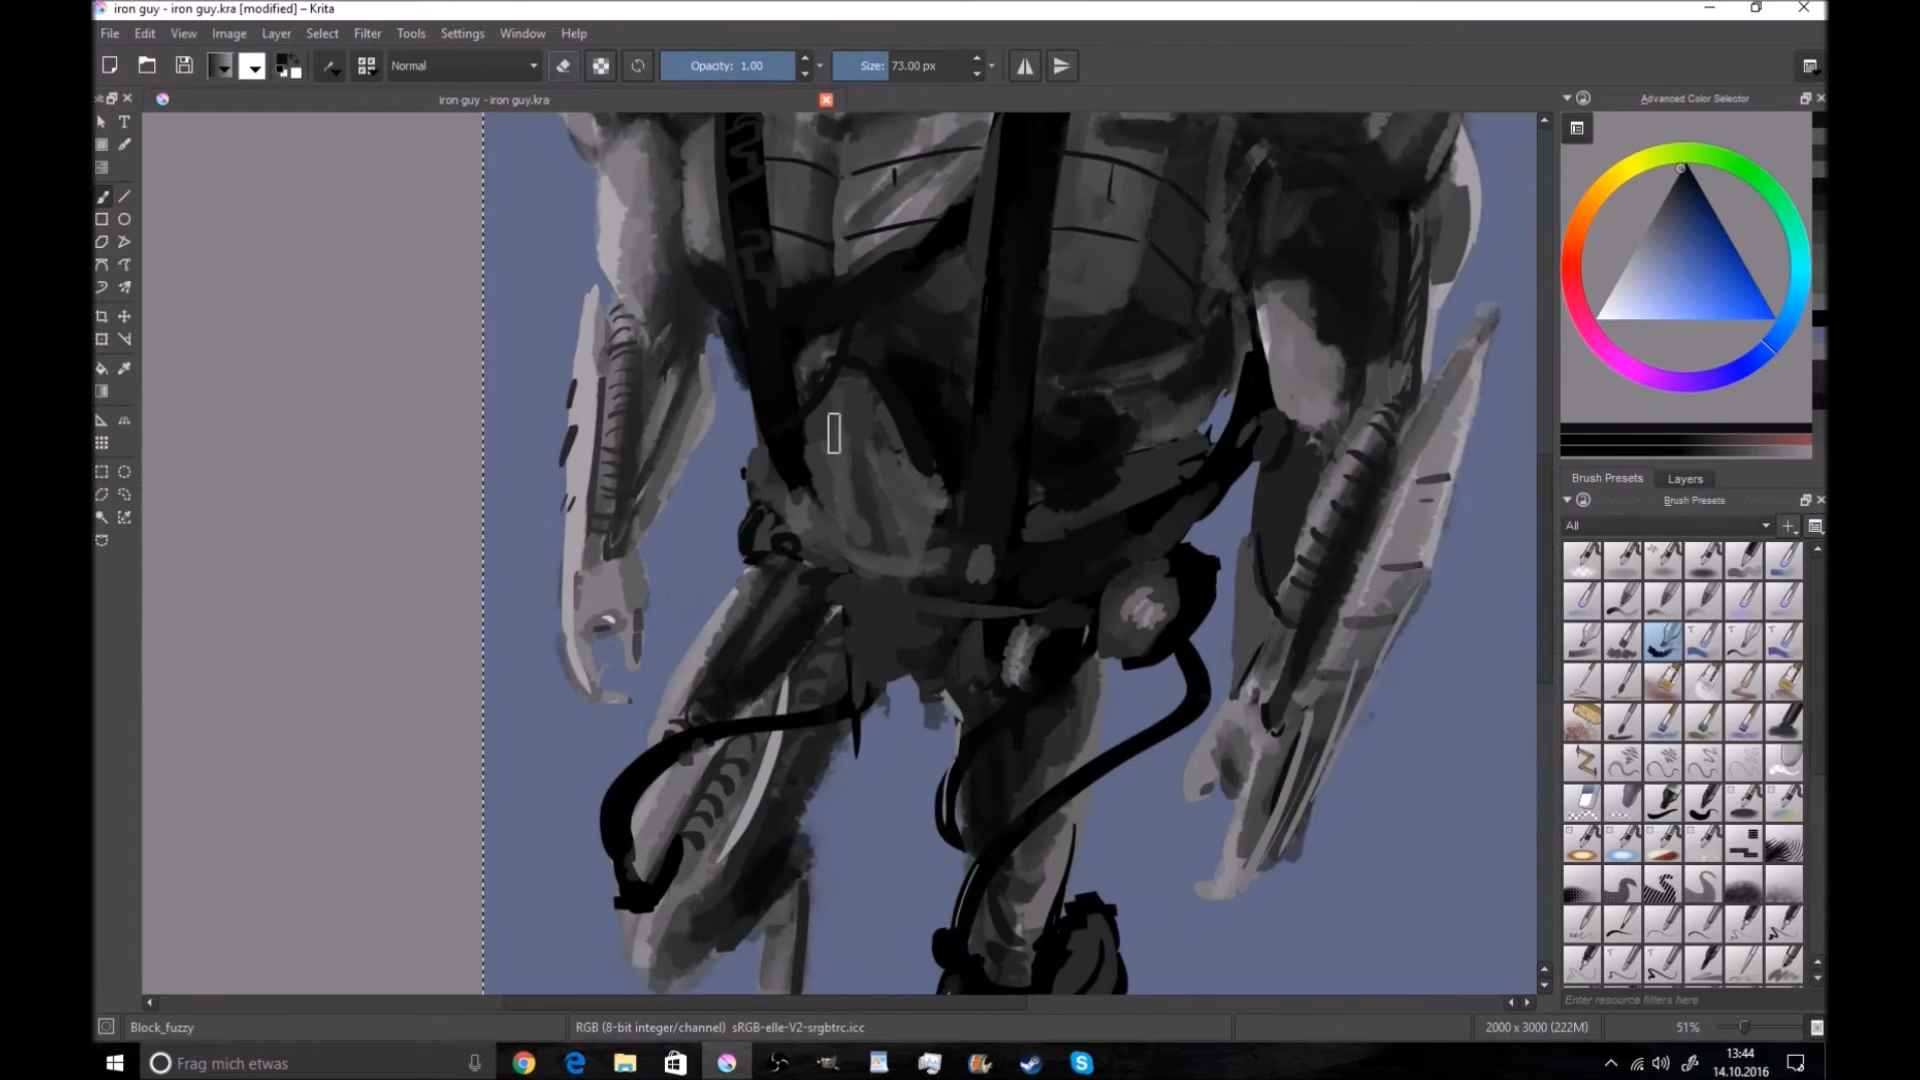 iron guy - iron guy.kra [modified] – Krita
File Edit View Image Layer Filter Tools Settings Window Help
Select
Normal
Opacity: 1.00
Size: 73.00 px
iron guy - iron guy.kra
Advanced Color Selector
Brush Presets Layers
Brush Presets
All
Enter resource filters here
Block_fuzzy
RGB (8-bit integer/channel) sRGB-elle-V2-srgbtrc.icc
2000 x 3000 (222M)
51%
Frag mich etwas
13:44
14.10.2016